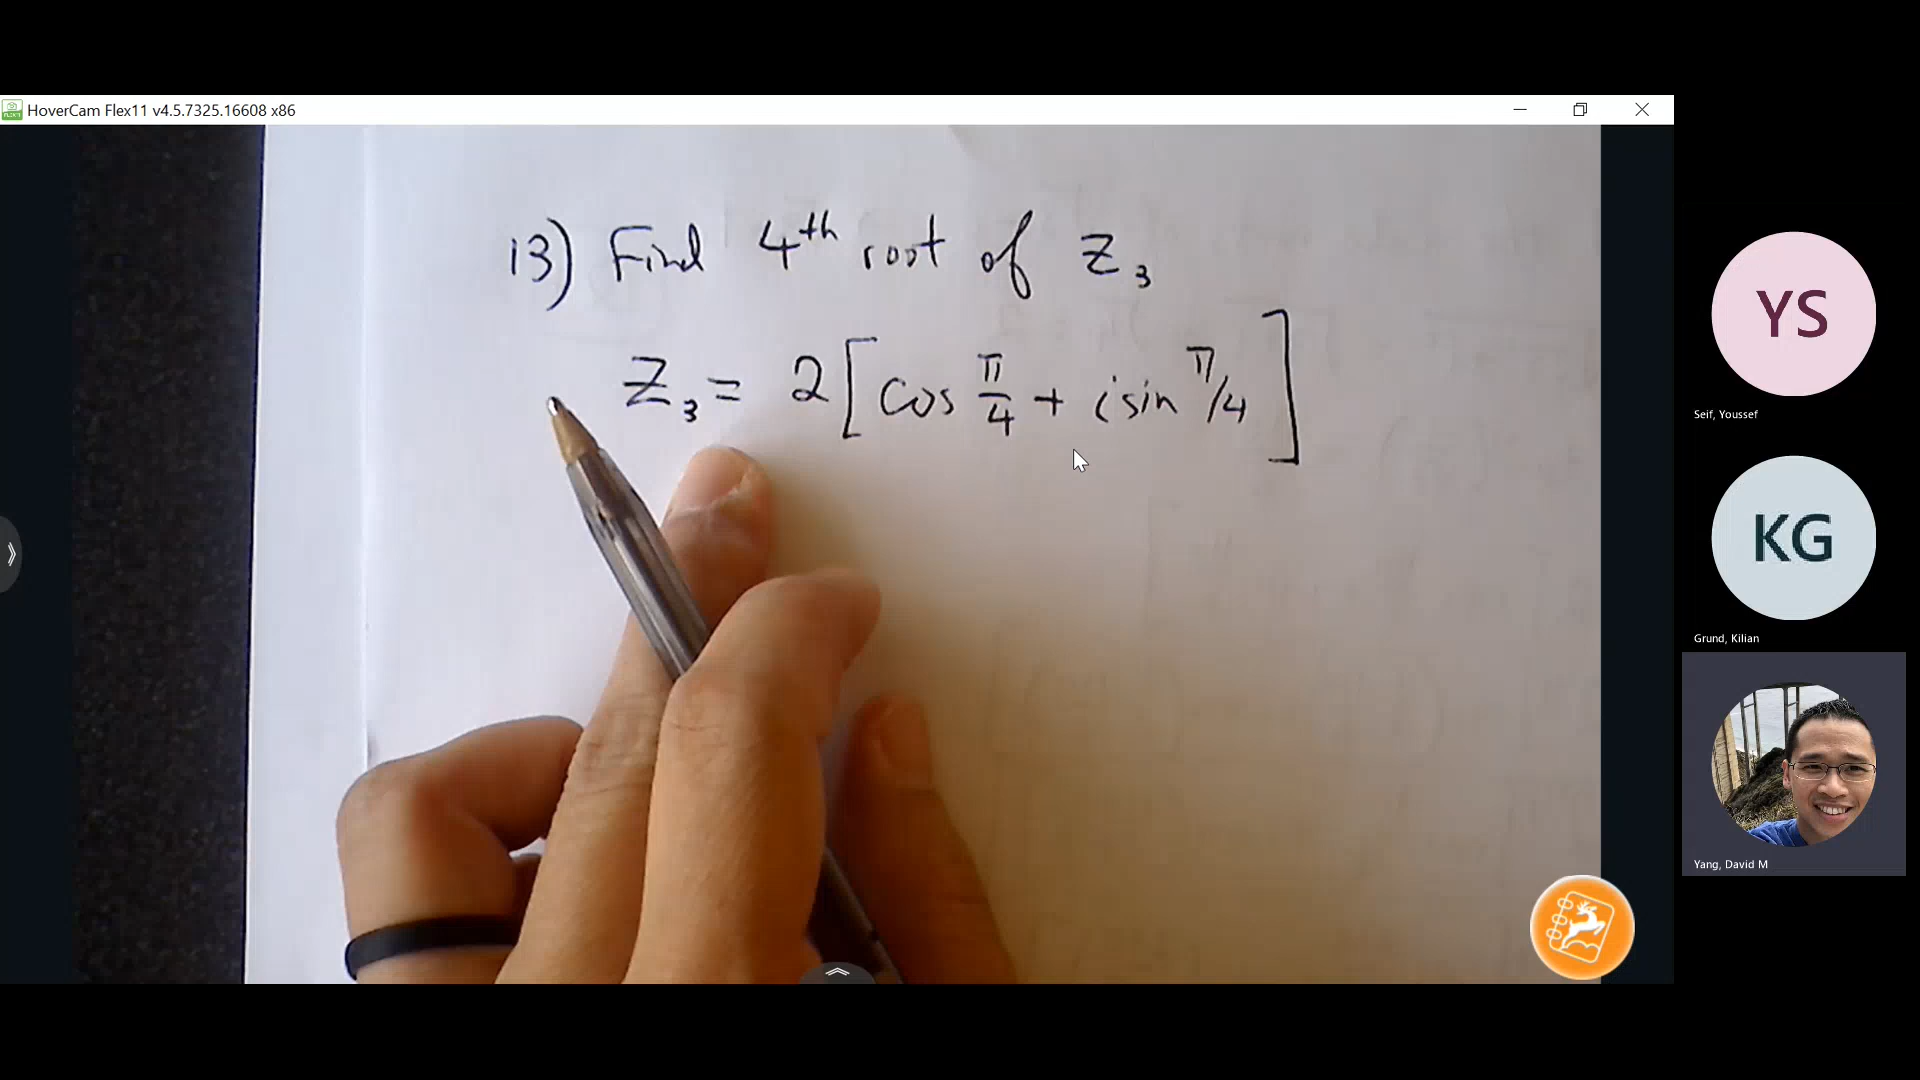 HoverCam Flex11 v4.5.7325.16608 x86
13) Find 4th root of Z₃
Z₃ = 2[cos π/4 + i sin π/4]
YS
Seif, Youssef
KG
Grund, Kilian
Yang, David M